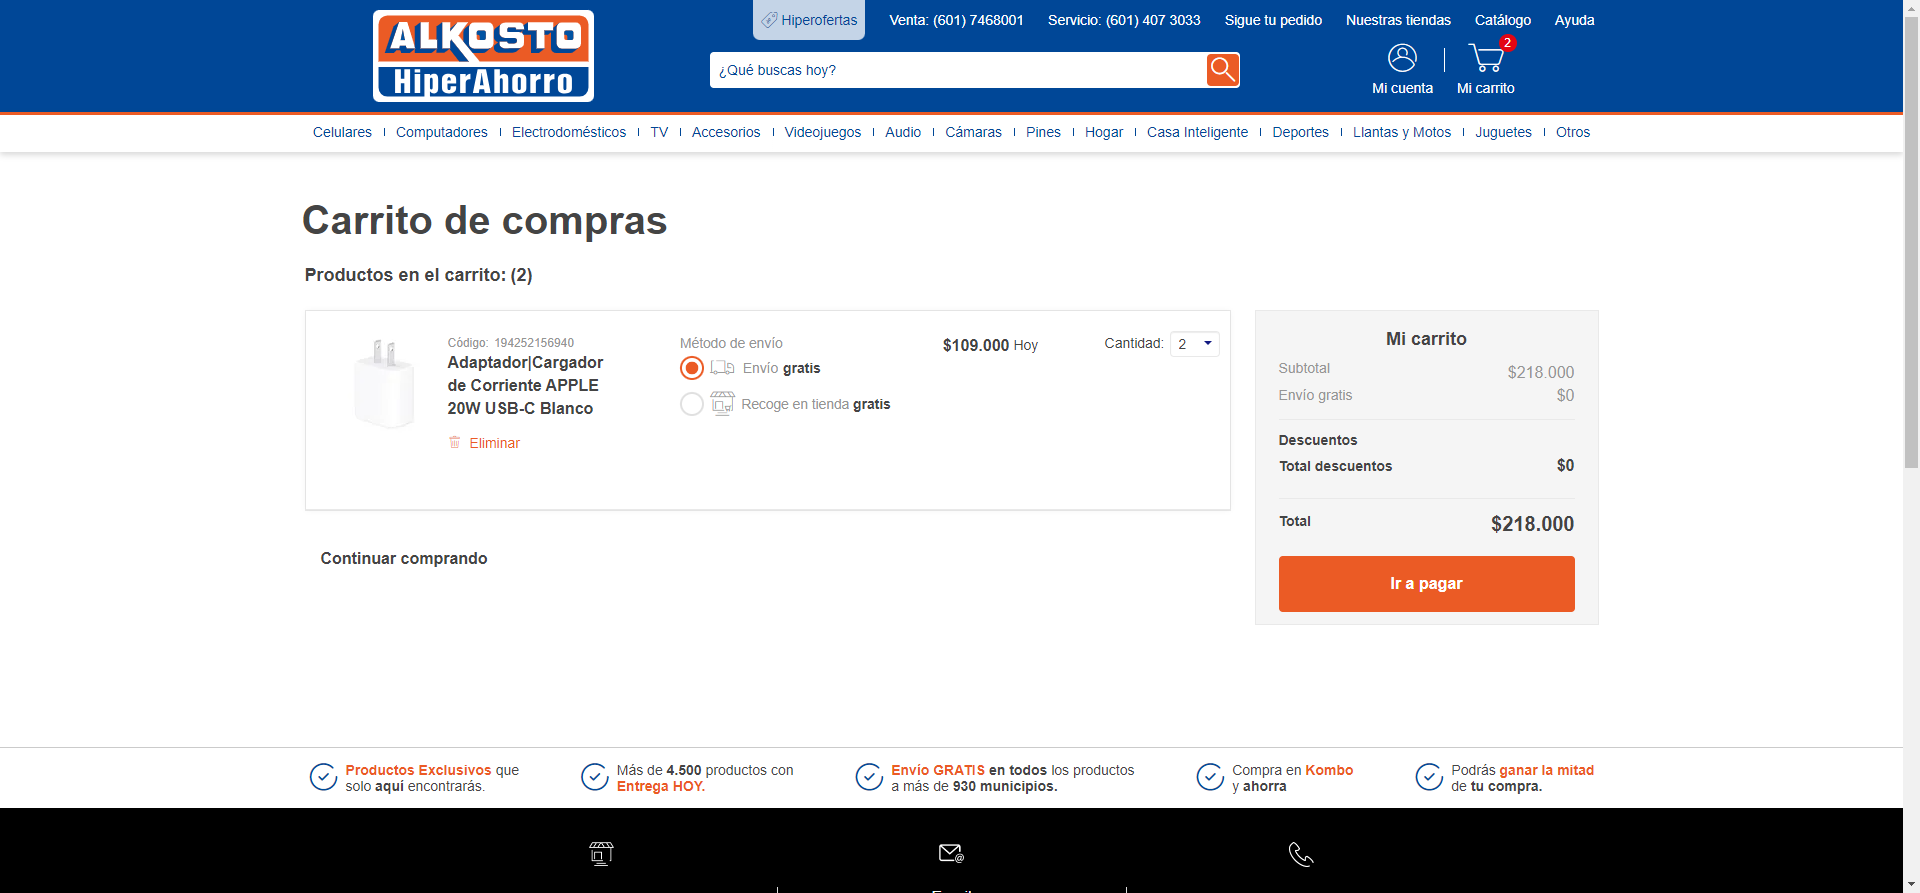 ALKOSTO
HiperAhorro
Hiperofertas
Venta: (601) 7468001
Servicio: (601) 407 3033
Sigue tu pedido
Nuestras tiendas
Catálogo
Ayuda
¿Qué buscas hoy?
Mi cuenta
2
Mi carrito
Celulares
Computadores
Electrodomésticos
TV
Accesorios
Videojuegos
Audio
Cámaras
Pines
Hogar
Casa Inteligente
Deportes
Llantas y Motos
Juguetes
Otros
Carrito de compras
Productos en el carrito: (2)
Código: 194252156940
Adaptador|Cargador
de Corriente APPLE
20W USB-C Blanco
Eliminar
Método de envío
Envío gratis
Recoge en tienda gratis
$109.000 Hoy
Cantidad: 2
Mi carrito
Subtotal $218.000
Envío gratis $0
Descuentos
Total descuentos $0
Total $218.000
Ir a pagar
Continuar comprando
Productos Exclusivos que
solo aquí encontrarás.
Más de 4.500 productos con
Entrega HOY.
Envío GRATIS en todos los productos
a más de 930 municipios.
Compra en Kombo
y ahorra
Podrás ganar la mitad
de tu compra.